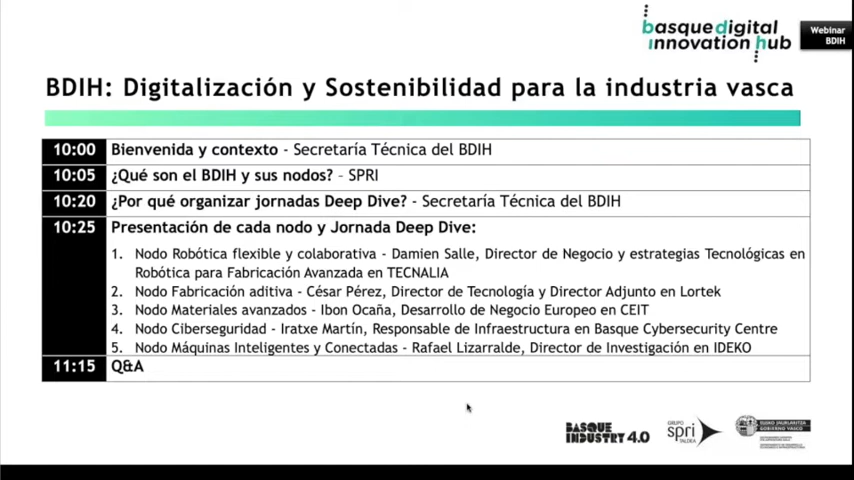 basque digital
innovation hub
Webinar
BDIH
BDIH: Digitalización y Sostenibilidad para la industria vasca
10:00 Bienvenida y contexto - Secretaría Técnica del BDIH
10:05 ¿Qué son el BDIH y sus nodos? – SPRI
10:20 ¿Por qué organizar jornadas Deep Dive? - Secretaría Técnica del BDIH
10:25 Presentación de cada nodo y Jornada Deep Dive:
1. Nodo Robótica flexible y colaborativa - Damien Salle, Director de Negocio y estrategias Tecnológicas en
Robótica para Fabricación Avanzada en TECNALIA
2. Nodo Fabricación aditiva - César Pérez, Director de Tecnología y Director Adjunto en Lortek
3. Nodo Materiales avanzados - Ibon Ocaña, Desarrollo de Negocio Europeo en CEIT
4. Nodo Ciberseguridad - Iratxe Martín, Responsable de Infraestructura en Basque Cybersecurity Centre
5. Nodo Máquinas Inteligentes y Conectadas - Rafael Lizarralde, Director de Investigación en IDEKO
11:15 Q&A
BASQUE
INDUSTRY 4.0
GRUPO
spri
TALDEA
EUSKO JAURLARITZA
GOBIERNO VASCO